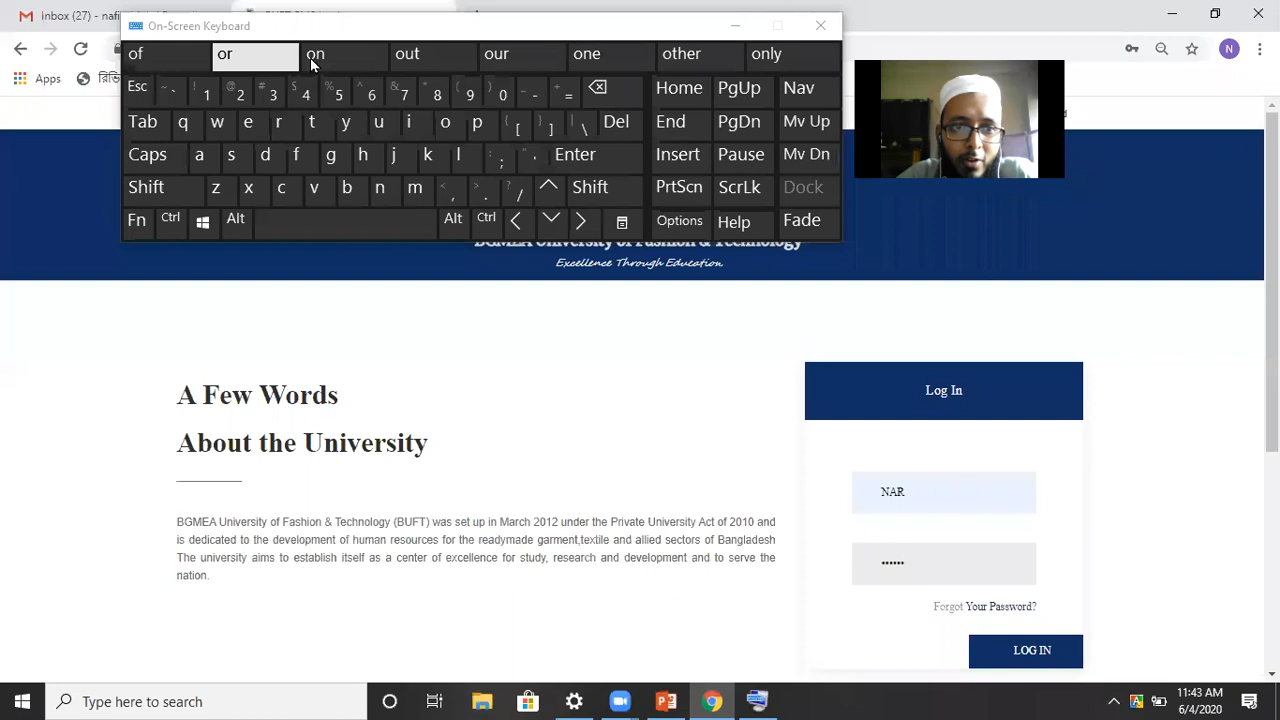 inbox (27) - naf
On-Screen Keyboard
of or on out our one other only
Esc ~ ` ! 1 @ 2 # 3 $ 4 % 5 ^ 6 & 7 * 8 ( 9 ) 0 _ - + = Home PgUp Nav
Tab q w e r t y u i o p { [ } ] | \ Del End PgDn Mv Up
Caps a s d f g h j k l : ; " ' Enter Insert Pause Mv Dn
Shift z x c v b n m < , > . ? / Shift PrtScn ScrLk Dock
Fn Ctrl Alt Alt Ctrl Options Help Fade
Apps
N
BGMEA University of Fashion & Technology
Excellence Through Education.
A Few Words
About the University
BGMEA University of Fashion & Technology (BUFT) was set up in March 2012 under the Private University Act of 2010 and
is dedicated to the development of human resources for the readymade garment,textile and allied sectors of Bangladesh
The university aims to establish itself as a center of excellence for study, research and development and to serve the
nation.
Log In
NAR
••••••
Forgot Your Password?
LOG IN
Type here to search
11:43 AM
6/4/2020